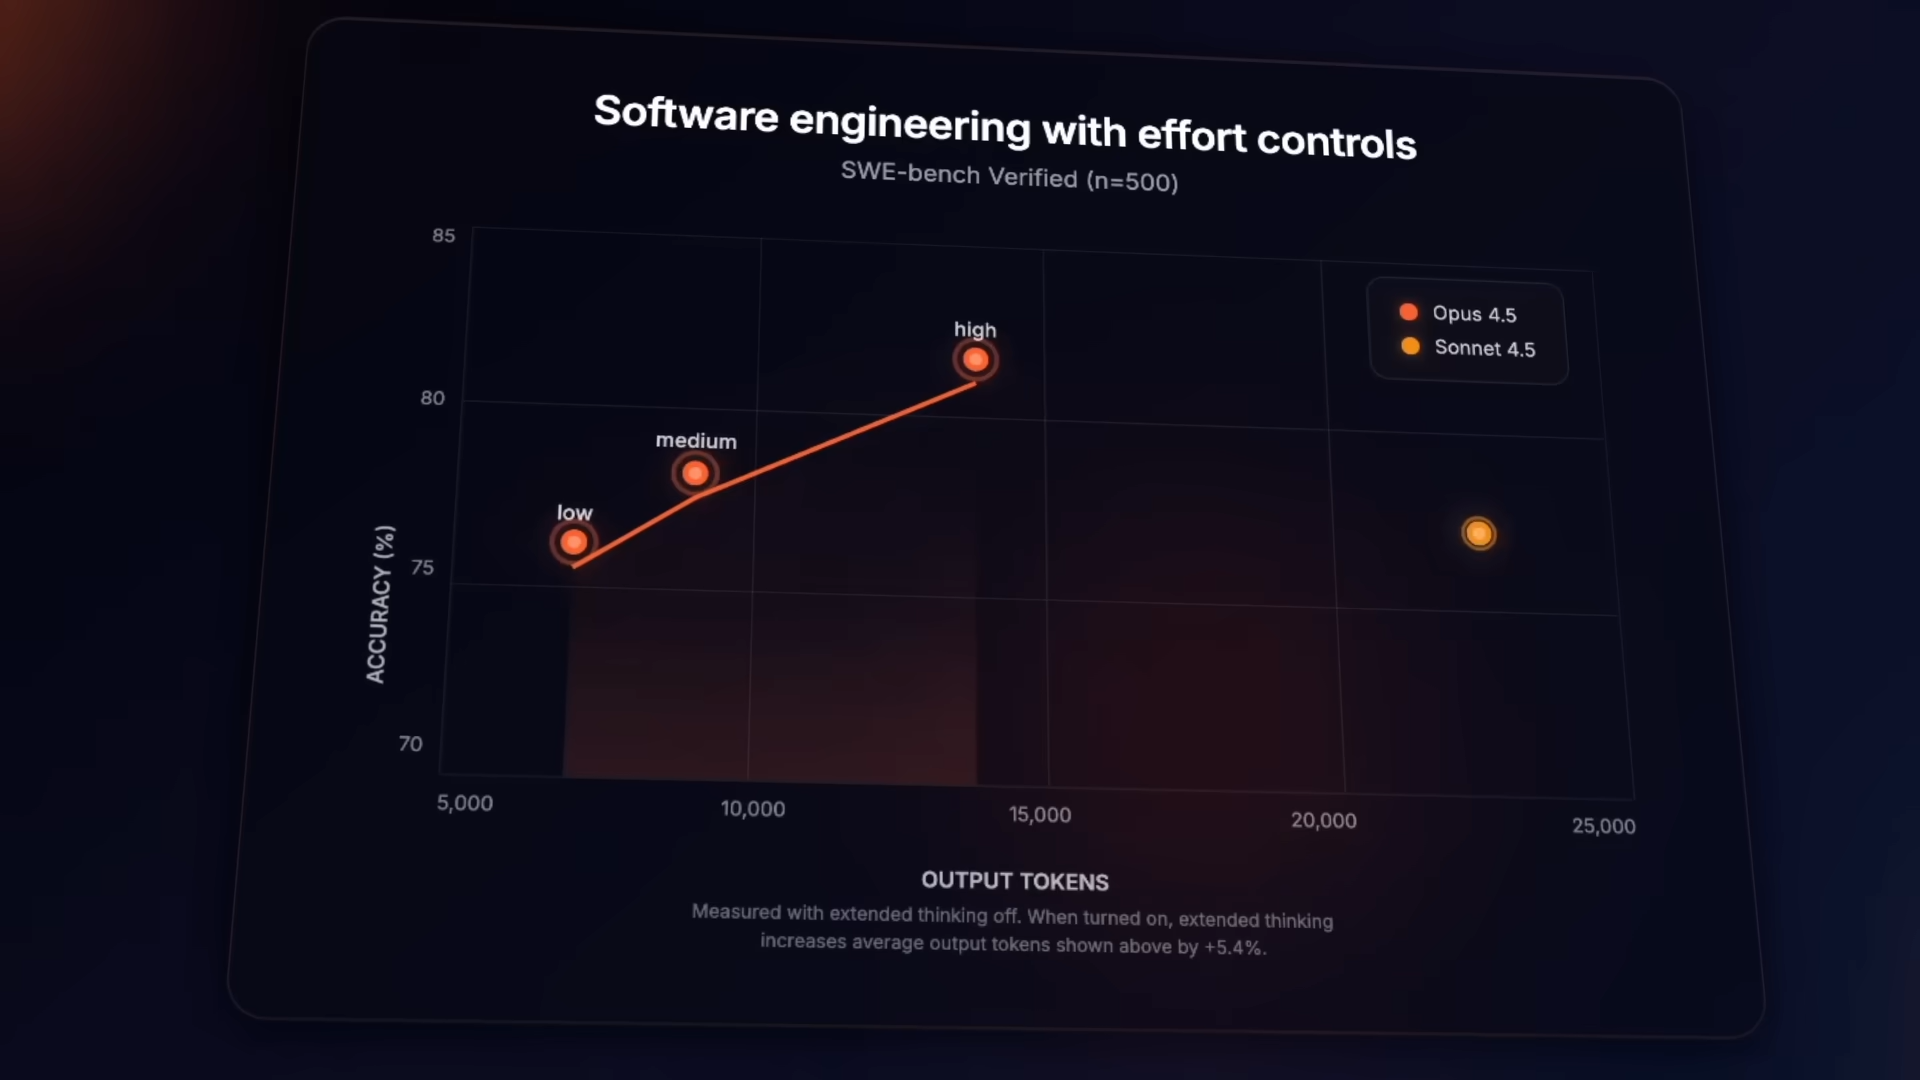 Software engineering with effort controls
SWE-bench Verified (n=500)
85
80
75
70
ACCURACY (%)
high
medium
low
Opus 4.5
Sonnet 4.5
5,000
10,000
15,000
20,000
25,000
OUTPUT TOKENS
Measured with extended thinking off. When turned on, extended thinking
increases average output tokens shown above by +5.4%.